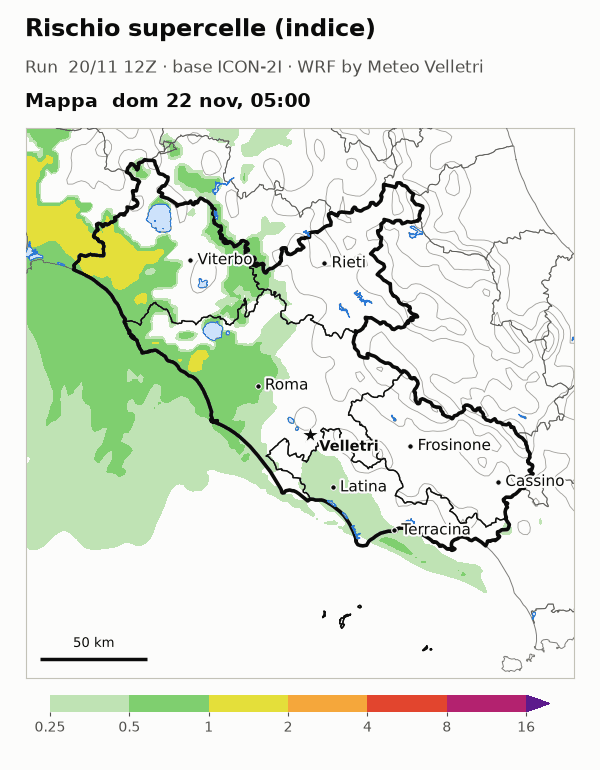 Rischio supercelle (indice)
Run  20/11 12Z · base ICON-2I · WRF by Meteo Velletri
Mappa  dom 22 nov, 05:00
Viterbo
Rieti
Roma
Velletri
Frosinone
Latina
Cassino
Terracina
50 km
0.25 0.5 1 2 4 8 16